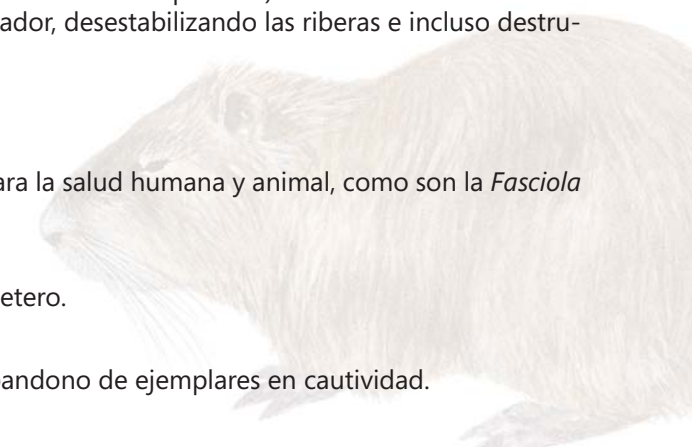 ador, desestabilizando las riberas e incluso destru-
ara la salud humana y animal, como son la Fasciola
etero.
andono de ejemplares en cautividad.